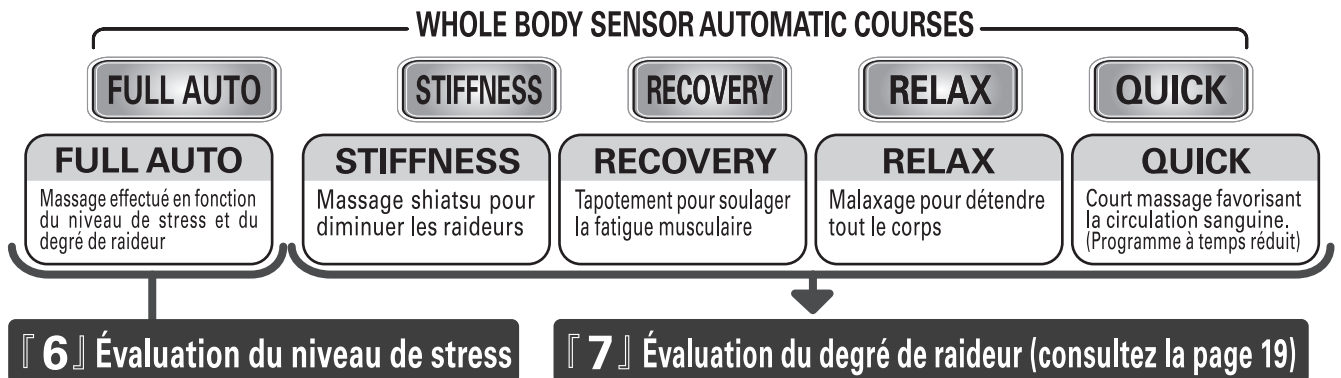 WHOLE BODY SENSOR AUTOMATIC COURSES
FULL AUTO
STIFFNESS
RECOVERY
RELAX
QUICK
FULL AUTO
Massage effectué en fonction
du niveau de stress et du
degré de raideur
STIFFNESS
Massage shiatsu pour
diminuer les raideurs
RECOVERY
Tapotement pour soulager
la fatigue musculaire
RELAX
Malaxage pour détendre
tout le corps
QUICK
Court massage favorisant
la circulation sanguine.
(Programme à temps réduit)
『6』Évaluation du niveau de stress
『7』Évaluation du degré de raideur (consultez la page 19)